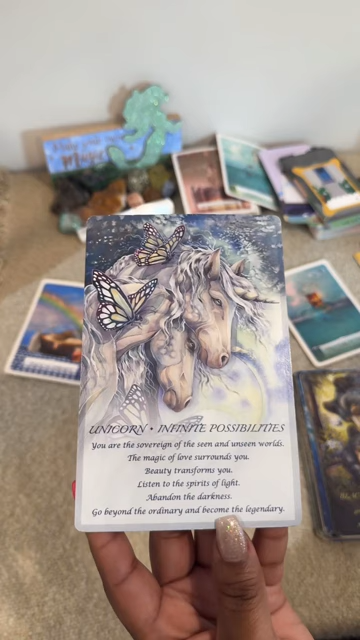 Magic
UNICORN • INFINITE POSSIBILITIES
You are the sovereign of the seen and unseen worlds.
The magic of love surrounds you.
Beauty transforms you.
Listen to the spirits of light.
Abandon the darkness.
Go beyond the ordinary and become the legendary.